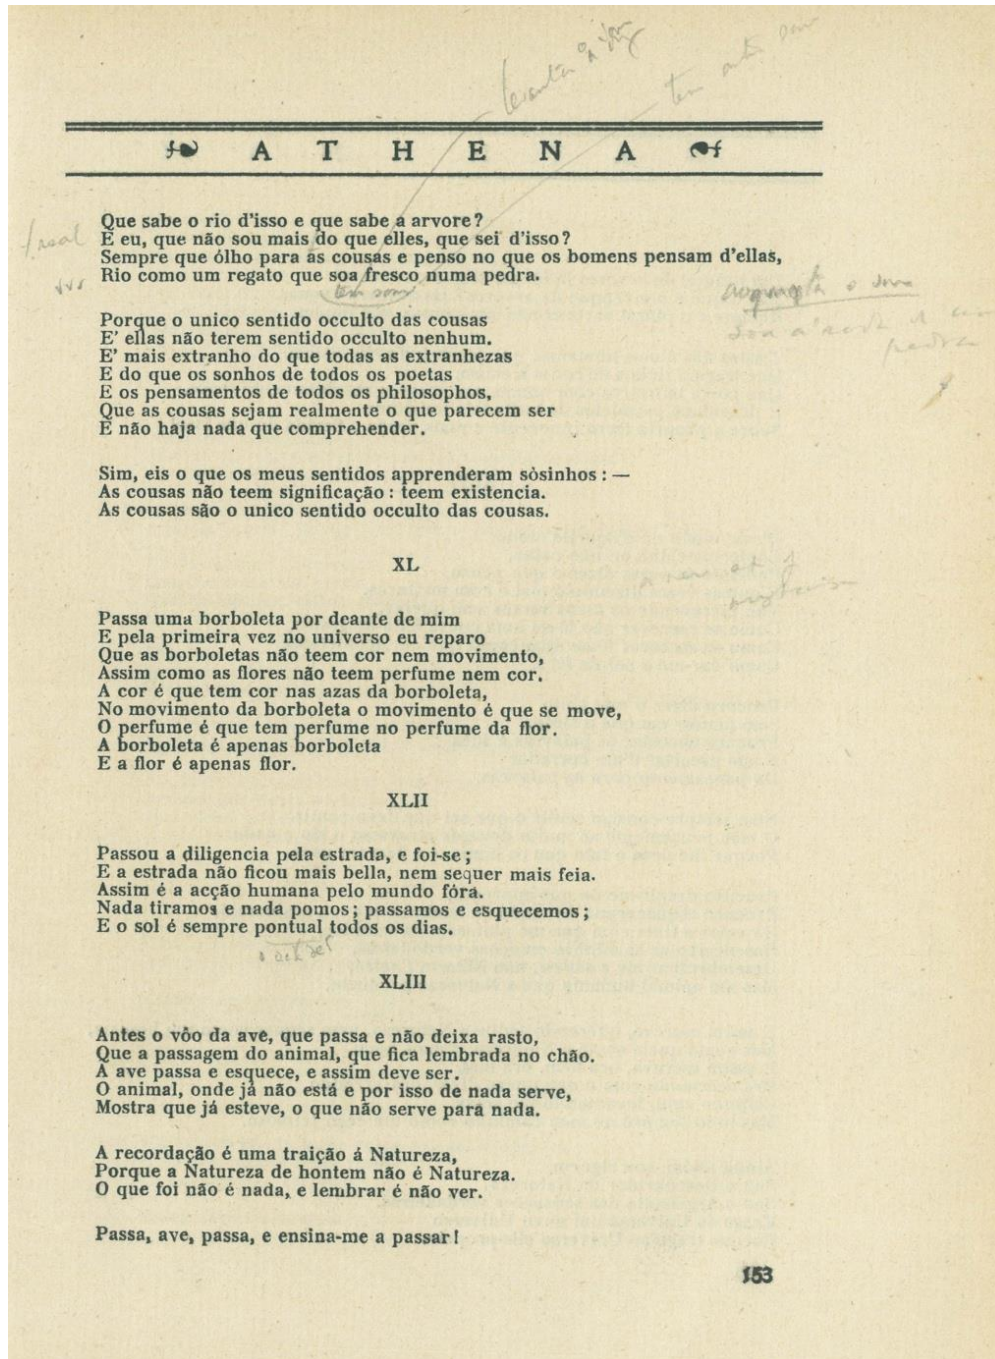 ATHENA
Que sabe o rio d'isso e que sabe a arvore?
E eu, que não sou mais do que elles, que sei d'isso?
Sempre que ólho para as cousas e penso no que os homens pensam d'ellas,
Rio como um regato que soa fresco numa pedra.
tem som
augmenta o som
pedra
Porque o unico sentido occulto das cousas
E' ellas não terem sentido occulto nenhum.
E' mais extranho do que todas as extranhezas
E do que os sonhos de todos os poetas
E os pensamentos de todos os philosophos,
Que as cousas sejam realmente o que parecem ser
E não haja nada que comprehender.
Sim, eis o que os meus sentidos apprenderam sòsinhos: —
As cousas não teem significação: teem existencia.
As cousas são o unico sentido occulto das cousas.
XL
Passa uma borboleta por deante de mim
E pela primeira vez no universo eu reparo
Que as borboletas não teem cor nem movimento,
Assim como as flores não teem perfume nem cor.
A cor é que tem cor nas azas da borboleta,
No movimento da borboleta o movimento é que se move,
O perfume é que tem perfume no perfume da flor.
A borboleta é apenas borboleta
E a flor é apenas flor.
XLII
Passou a diligencia pela estrada, e foi-se;
E a estrada não ficou mais bella, nem sequer mais feia.
Assim é a acção humana pelo mundo fóra.
Nada tiramos e nada pomos; passamos e esquecemos;
E o sol é sempre pontual todos os dias.
XLIII
Antes o vôo da ave, que passa e não deixa rasto,
Que a passagem do animal, que fica lembrada no chão.
A ave passa e esquece, e assim deve ser.
O animal, onde já não está e por isso de nada serve,
Mostra que já esteve, o que não serve para nada.
A recordação é uma traição á Natureza,
Porque a Natureza de hontem não é Natureza.
O que foi não é nada, e lembrar é não ver.
Passa, ave, passa, e ensina-me a passar!
153